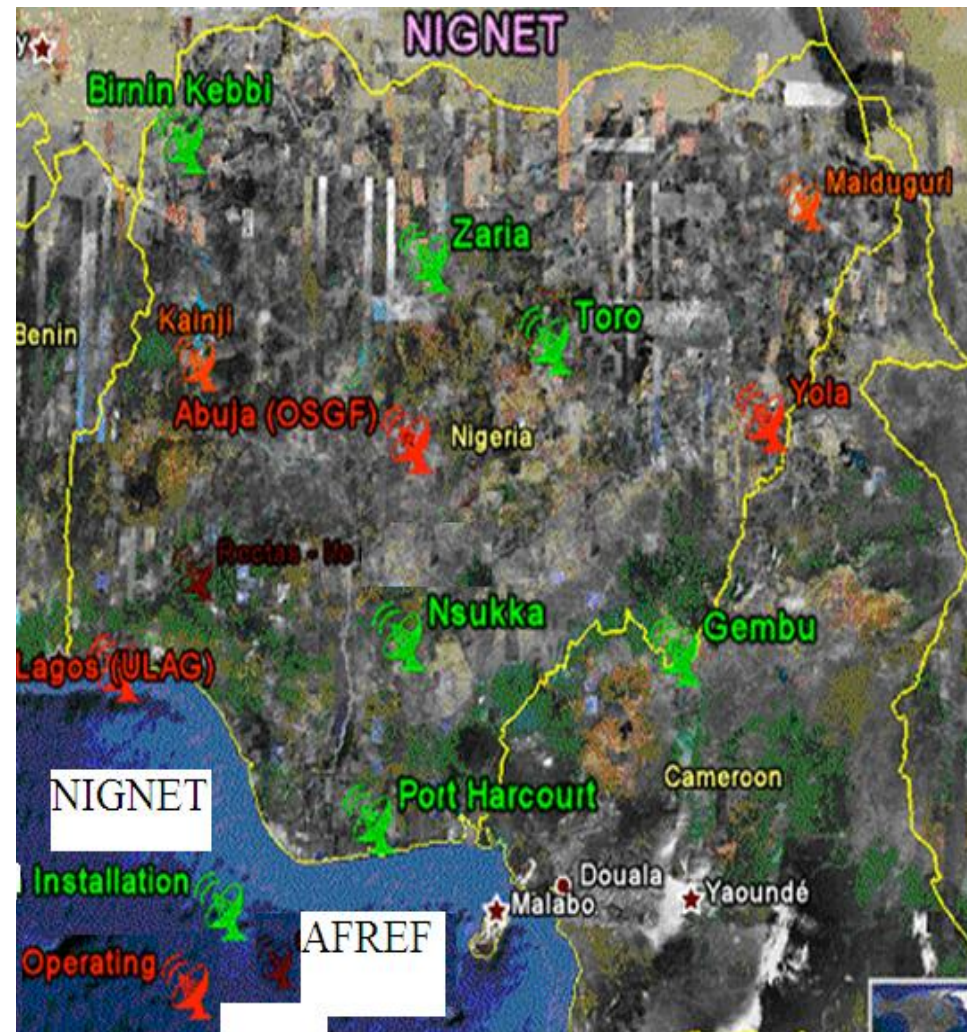 NIGNET
y
Birnin Kebbi
Maiduguri
Zaria
Toro
Kainji
Benin
Yola
Abuja (OSGF)
Nigeria
Nsukka
Gembu
Lagos (ULAG)
NIGNET
Cameroon
Port Harcourt
Installation
Douala
Yaoundé
Malabo
AFREF
Operating